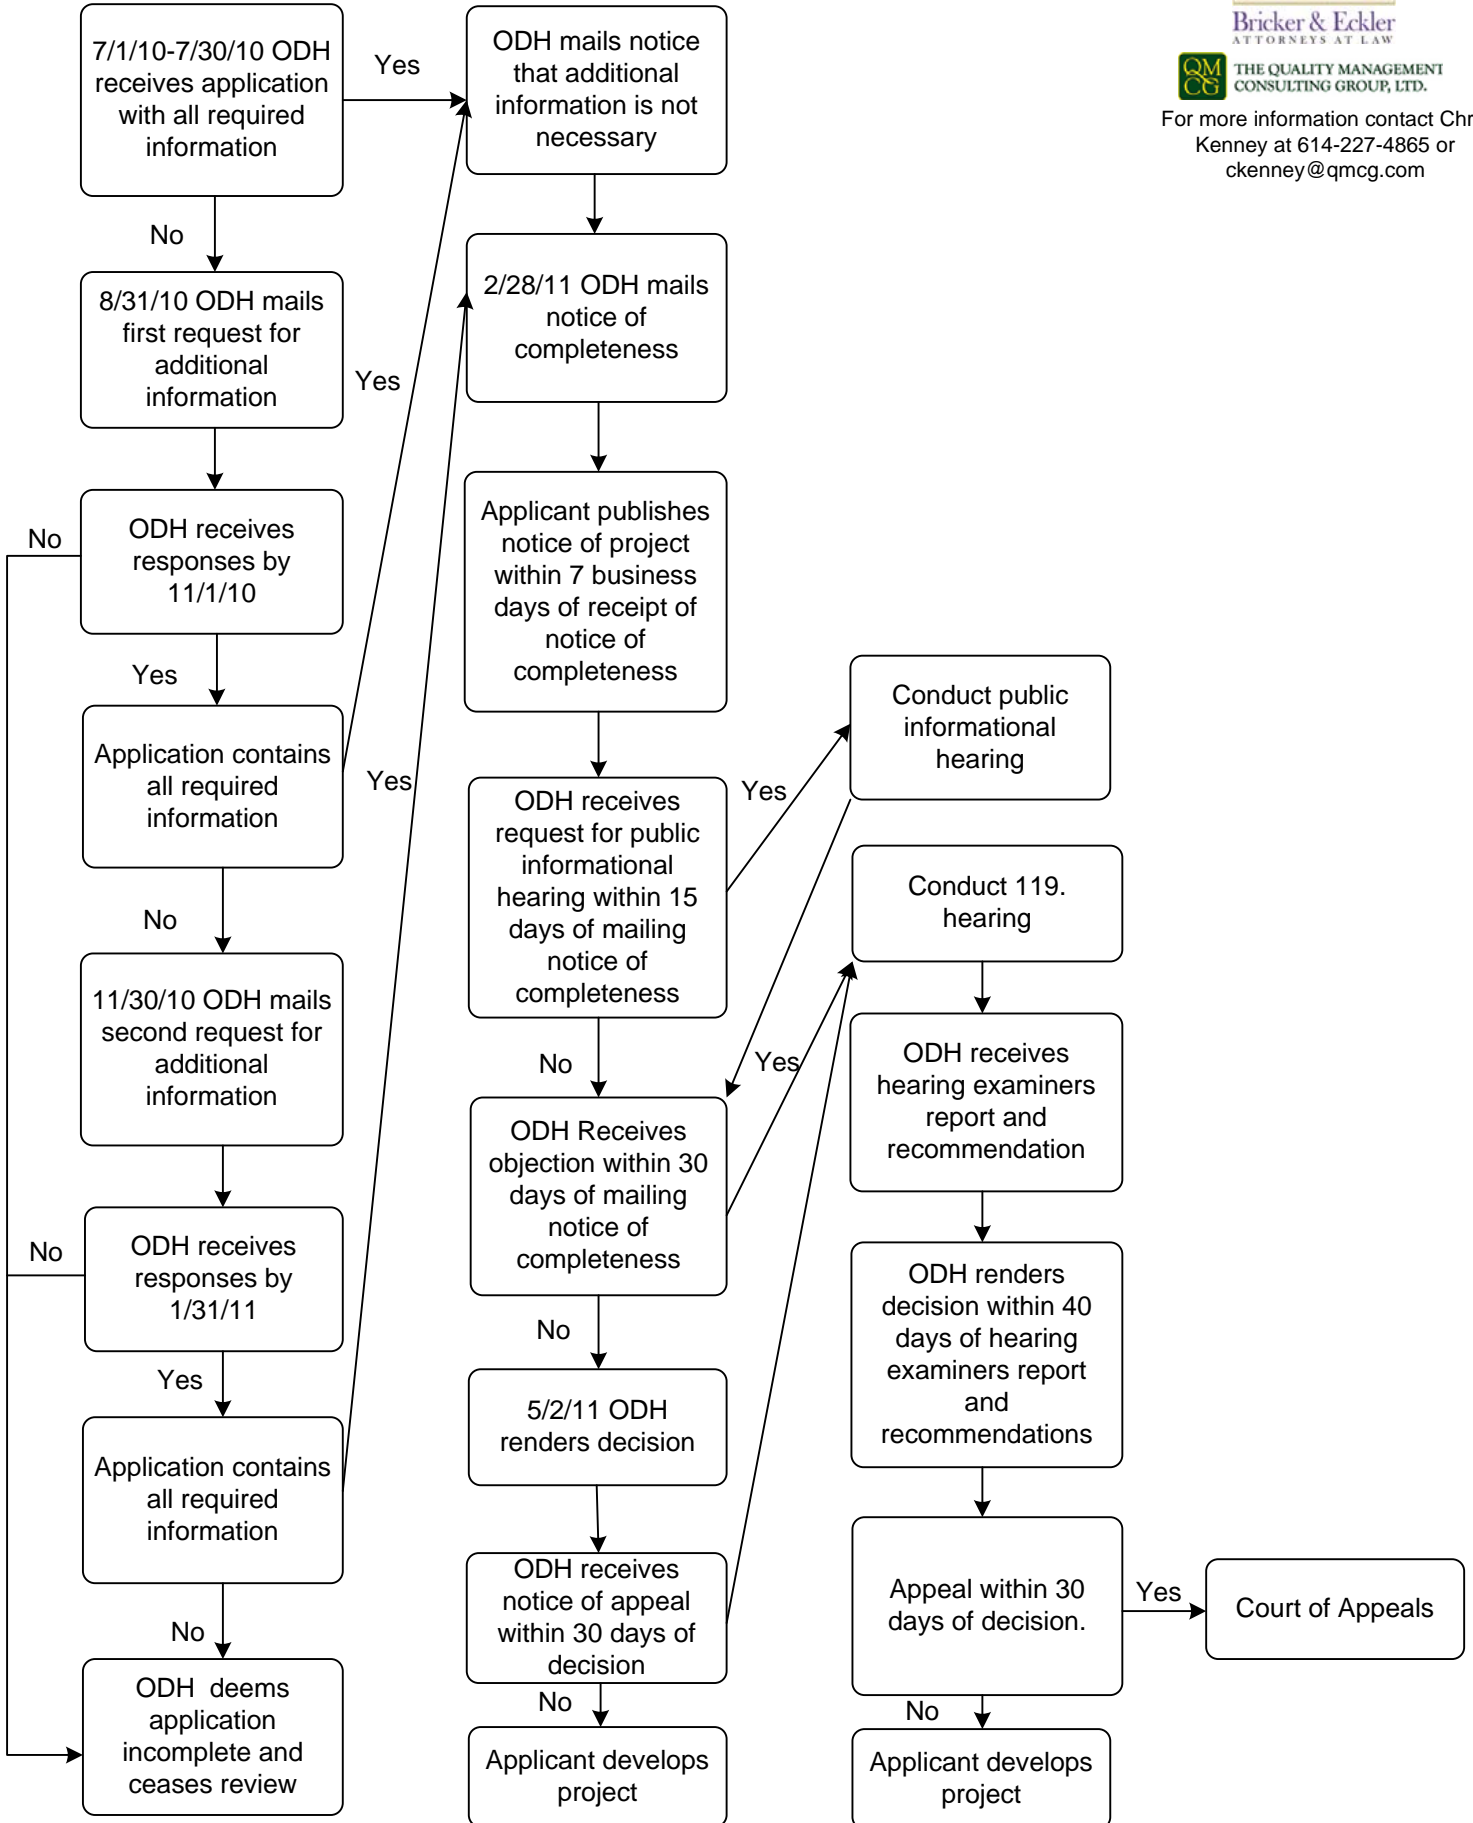 7/1/10-7/30/10 ODH
receives application
with all required
information
Yes
No
8/31/10 ODH mails
first request for
additional
information
ODH receives
responses by
11/1/10
No
Yes
Application contains
all required
information
Yes
No
11/30/10 ODH mails
second request for
additional
information
ODH receives
responses by
1/31/11
No
Yes
Application contains
all required
information
Yes
No
ODH deems
application
incomplete and
ceases review
ODH mails notice
that additional
information is not
necessary
2/28/11 ODH mails
notice of
completeness
Applicant publishes
notice of project
within 7 business
days of receipt of
notice of
completeness
ODH receives
request for public
informational
hearing within 15
days of mailing
notice of
completeness
Yes
No
ODH Receives
objection within 30
days of mailing
notice of
completeness
Yes
No
5/2/11 ODH
renders decision
ODH receives
notice of appeal
within 30 days of
decision
No
Applicant develops
project
Conduct public
informational
hearing
Conduct 119.
hearing
ODH receives
hearing examiners
report and
recommendation
ODH renders
decision within 40
days of hearing
examiners report
and
recommendations
Appeal within 30
days of decision.
Yes
No
Court of Appeals
Applicant develops
project
Bricker & Eckler
ATTORNEYS AT LAW
QM
CG
THE QUALITY MANAGEMENT
CONSULTING GROUP, LTD.
For more information contact Chr
Kenney at 614-227-4865 or
ckenney@qmcg.com